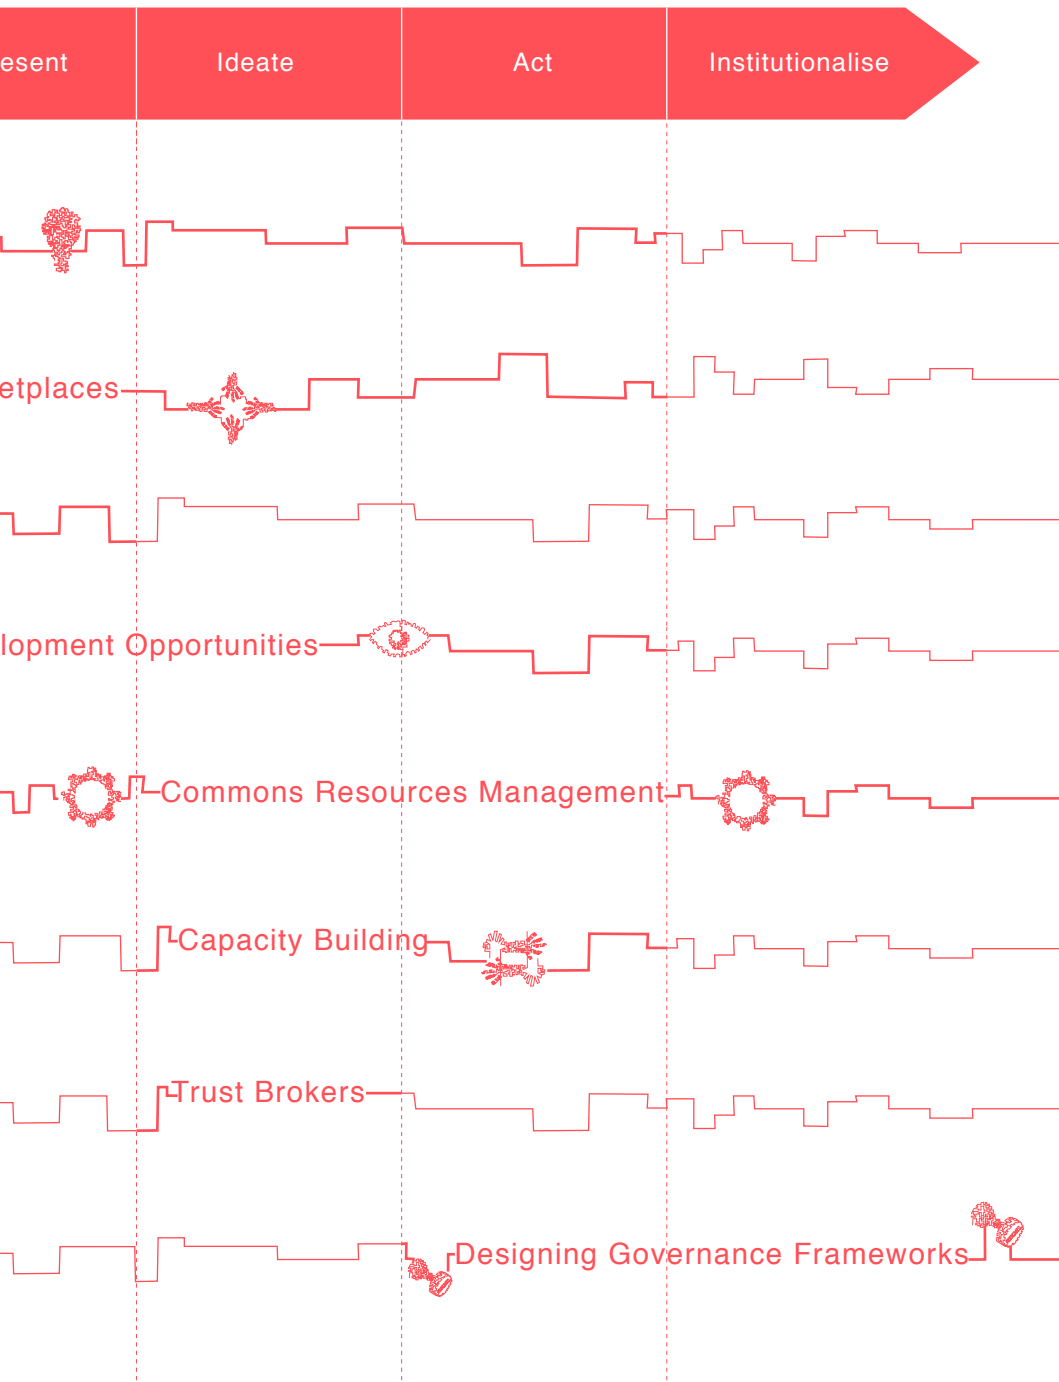 esent
Ideate
Act
Institutionalise
etplaces
lopment Opportunities
Commons Resources Management
Capacity Building
Trust Brokers
Designing Governance Frameworks